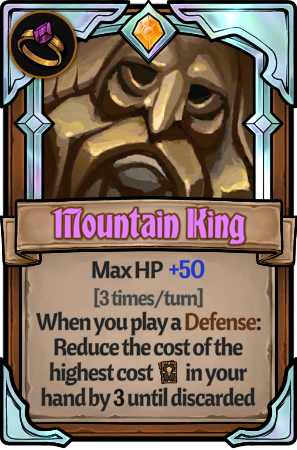 Mountain King
Max HP +50
[3 times/turn]
When you play a Defense:
Reduce the cost of the
highest cost in your
hand by 3 until discarded